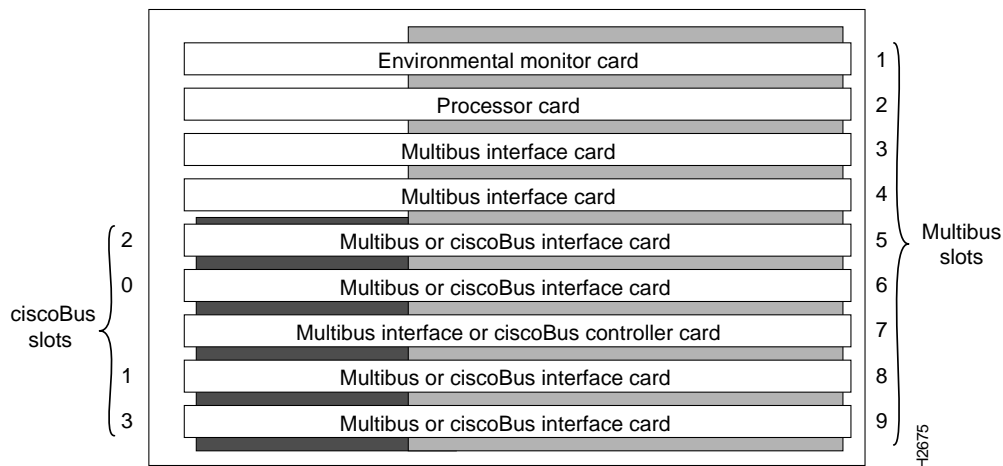 Environmental monitor card 1
Processor card 2
Multibus interface card 3
Multibus interface card 4
2 Multibus or ciscoBus interface card 5
0 Multibus or ciscoBus interface card 6
Multibus interface or ciscoBus controller card 7
1 Multibus or ciscoBus interface card 8
3 Multibus or ciscoBus interface card 9
ciscoBus
slots
Multibus
slots
H2675